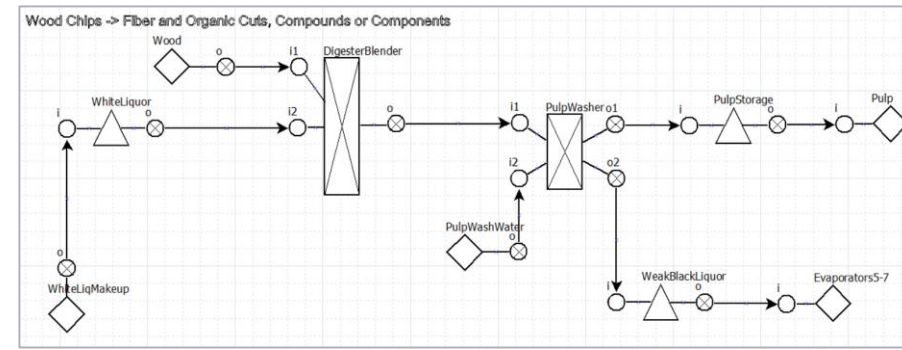 Wood Chips -> Fiber and Organic Cuts, Compounds or Components
Wood
o
i1
DigesterBlender
WhiteLiquor
i
o
i2
o
i1
PulpWasher
o1
i
PulpStorage
o
i
Pulp
i2
o2
PulpWashWater
o
o
WhiteLiqMakeup
WeakBlackLiquor
i
o
i
Evaporators5-7